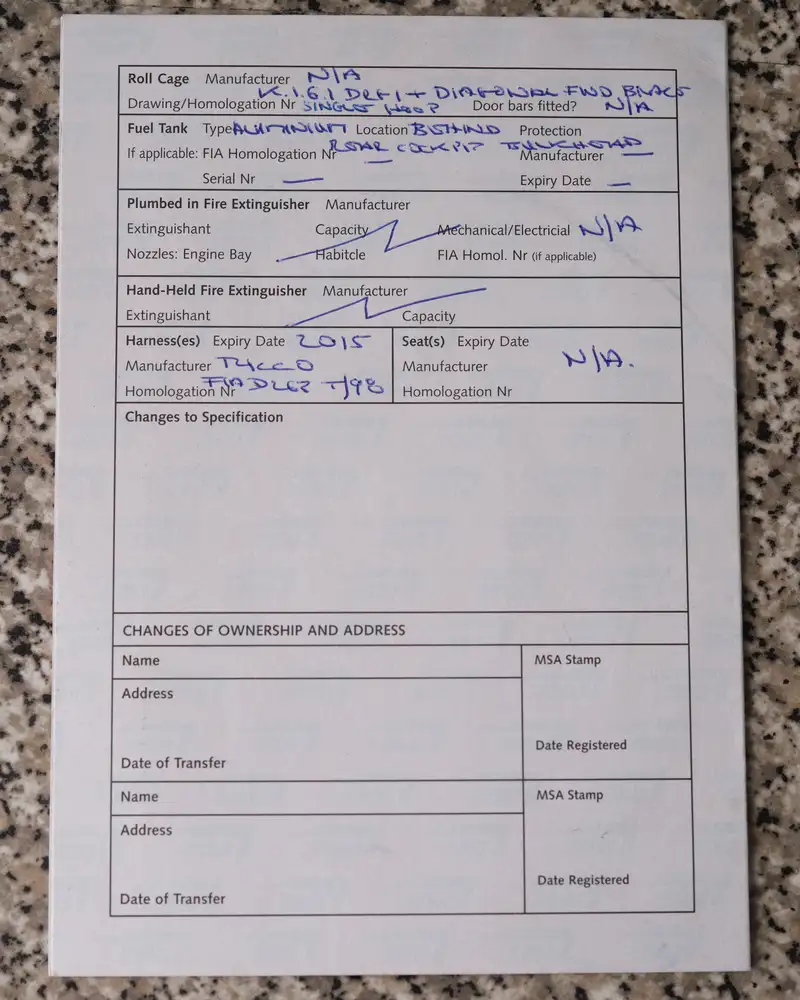 Roll Cage Manufacturer N/A
K.1.6.1 + DIAGONAL FWD BRACE
Drawing/Homologation Nr SINGLE HOOP Door bars fitted? N/A
Fuel Tank Type ALUMINIUM Location BEHIND Protection
REAR COCKPIT BULKHEAD
If applicable: FIA Homologation Nr — Manufacturer —
Serial Nr — Expiry Date —
Plumbed in Fire Extinguisher Manufacturer
Extinguishant Capacity Mechanical/Electricial N/A
Nozzles: Engine Bay Habitcle FIA Homol. Nr (if applicable)
Hand-Held Fire Extinguisher Manufacturer
Extinguishant Capacity
Harness(es) Expiry Date 2015
Manufacturer
Homologation Nr T/98
Seat(s) Expiry Date
Manufacturer N/A.
Homologation Nr
Changes to Specification
CHANGES OF OWNERSHIP AND ADDRESS
Name
MSA Stamp
Address
Date Registered
Date of Transfer
Name
MSA Stamp
Address
Date Registered
Date of Transfer